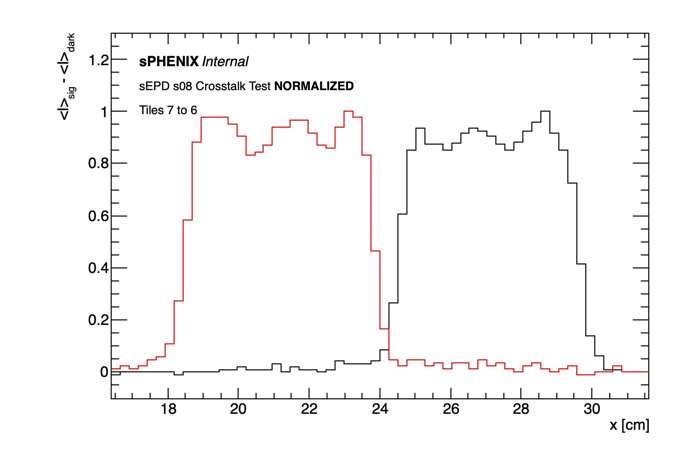 sPHENIX Internal
sEPD s08 Crosstalk Test NORMALIZED
Tiles 7 to 6
<I>sig - <I>dark
1.2
1
0.8
0.6
0.4
0.2
0
18 20 22 24 26 28 30
x [cm]